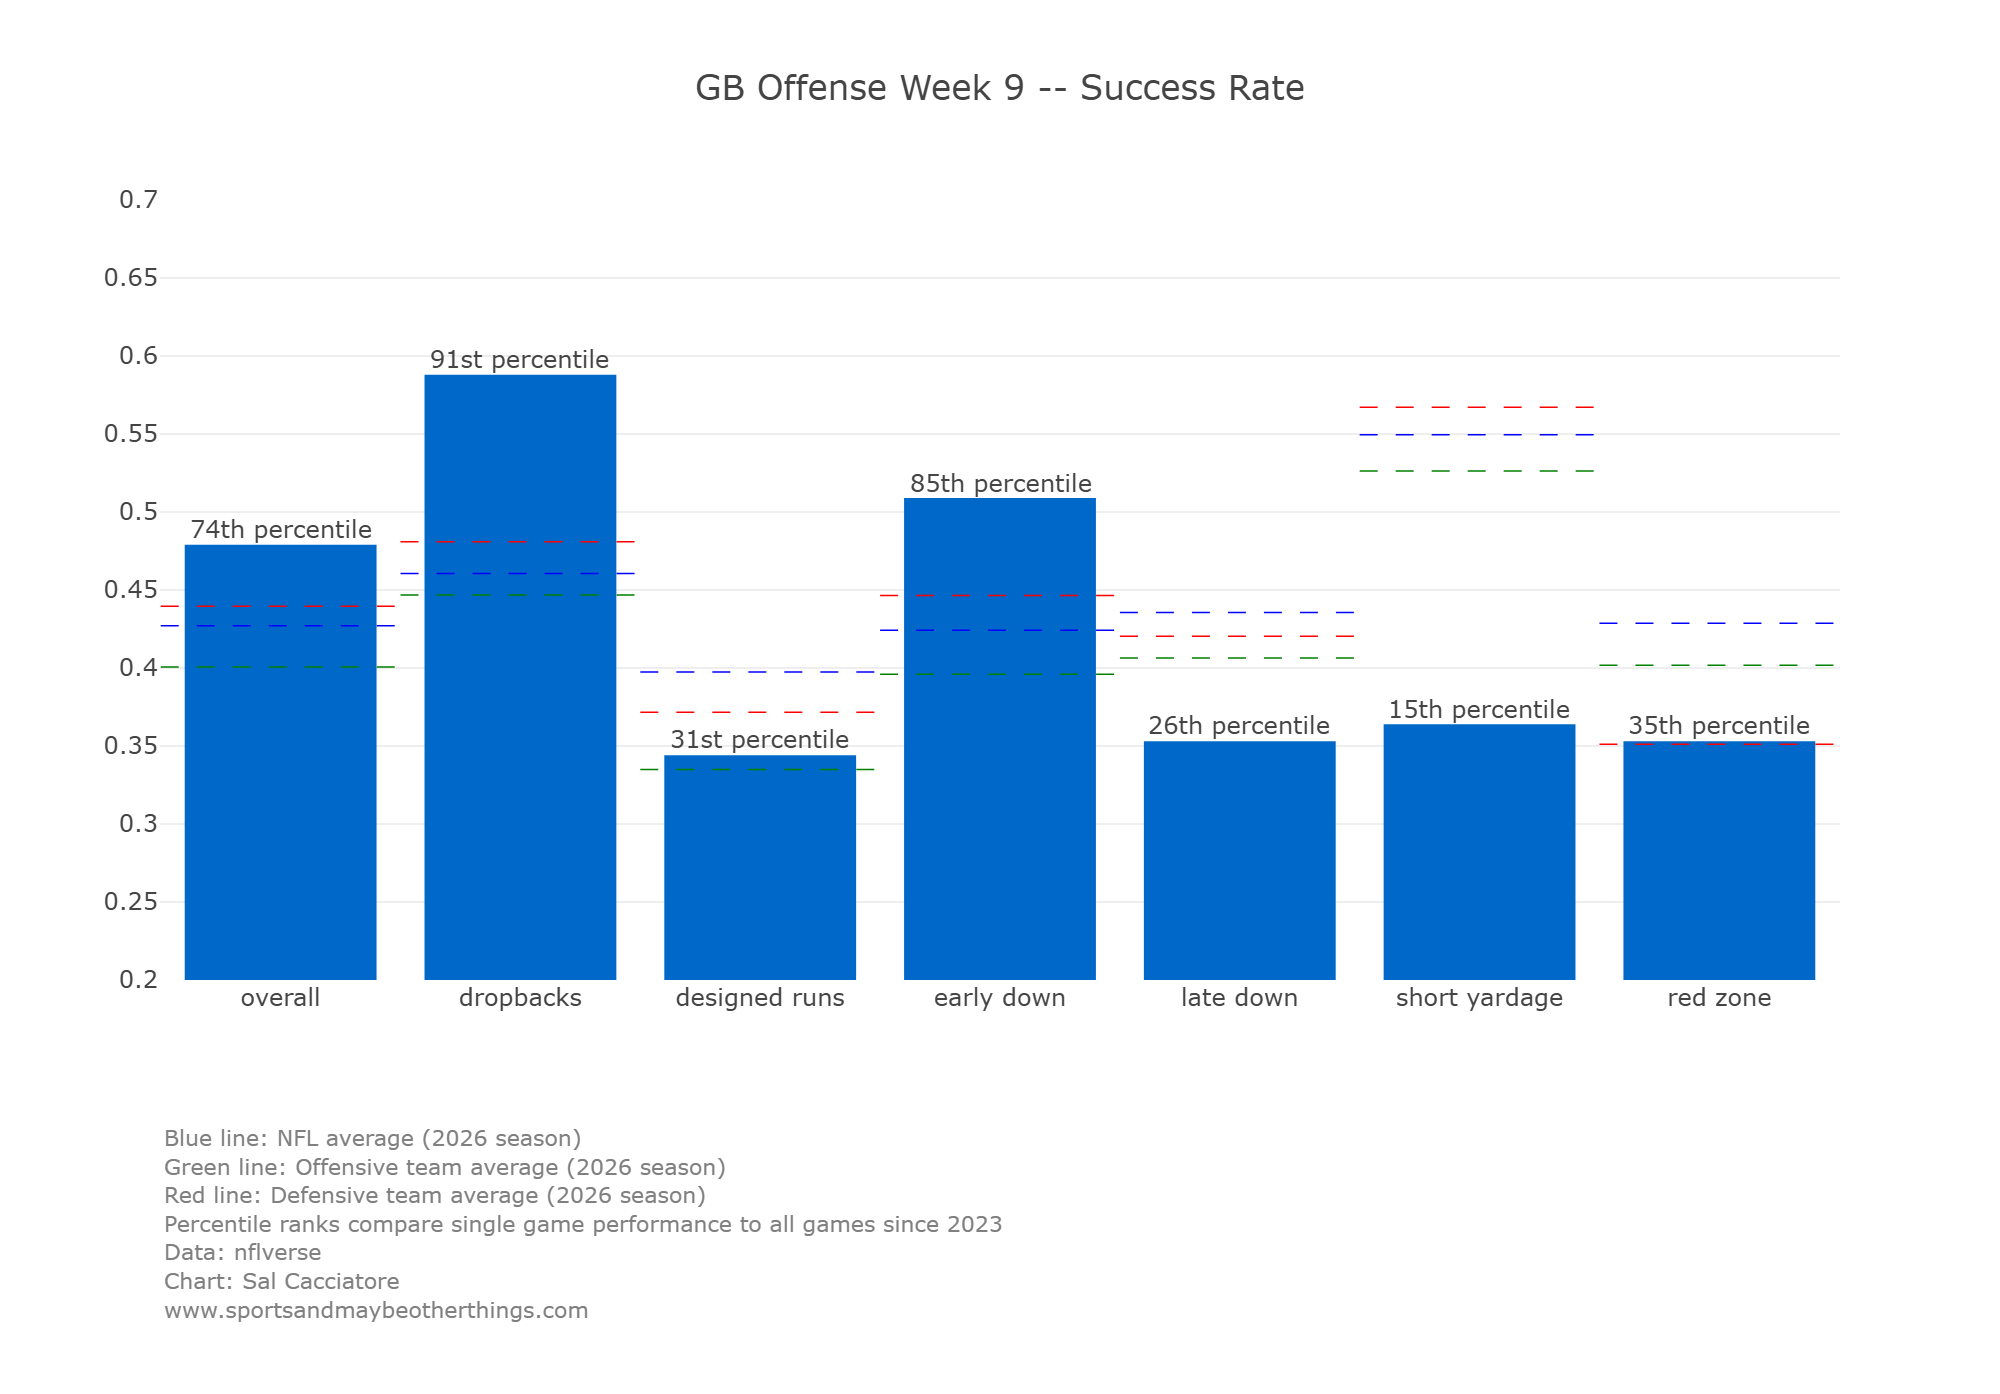 GB Offense Week 9 -- Success Rate
0.7
0.65
0.6
0.55
0.5
0.45
0.4
0.35
0.3
0.25
0.2
74th percentile
91st percentile
31st percentile
85th percentile
26th percentile
15th percentile
35th percentile
overall
dropbacks
designed runs
early down
late down
short yardage
red zone
Blue line: NFL average (2026 season)
Green line: Offensive team average (2026 season)
Red line: Defensive team average (2026 season)
Percentile ranks compare single game performance to all games since 2023
Data: nflverse
Chart: Sal Cacciatore
www.sportsandmaybeotherthings.com